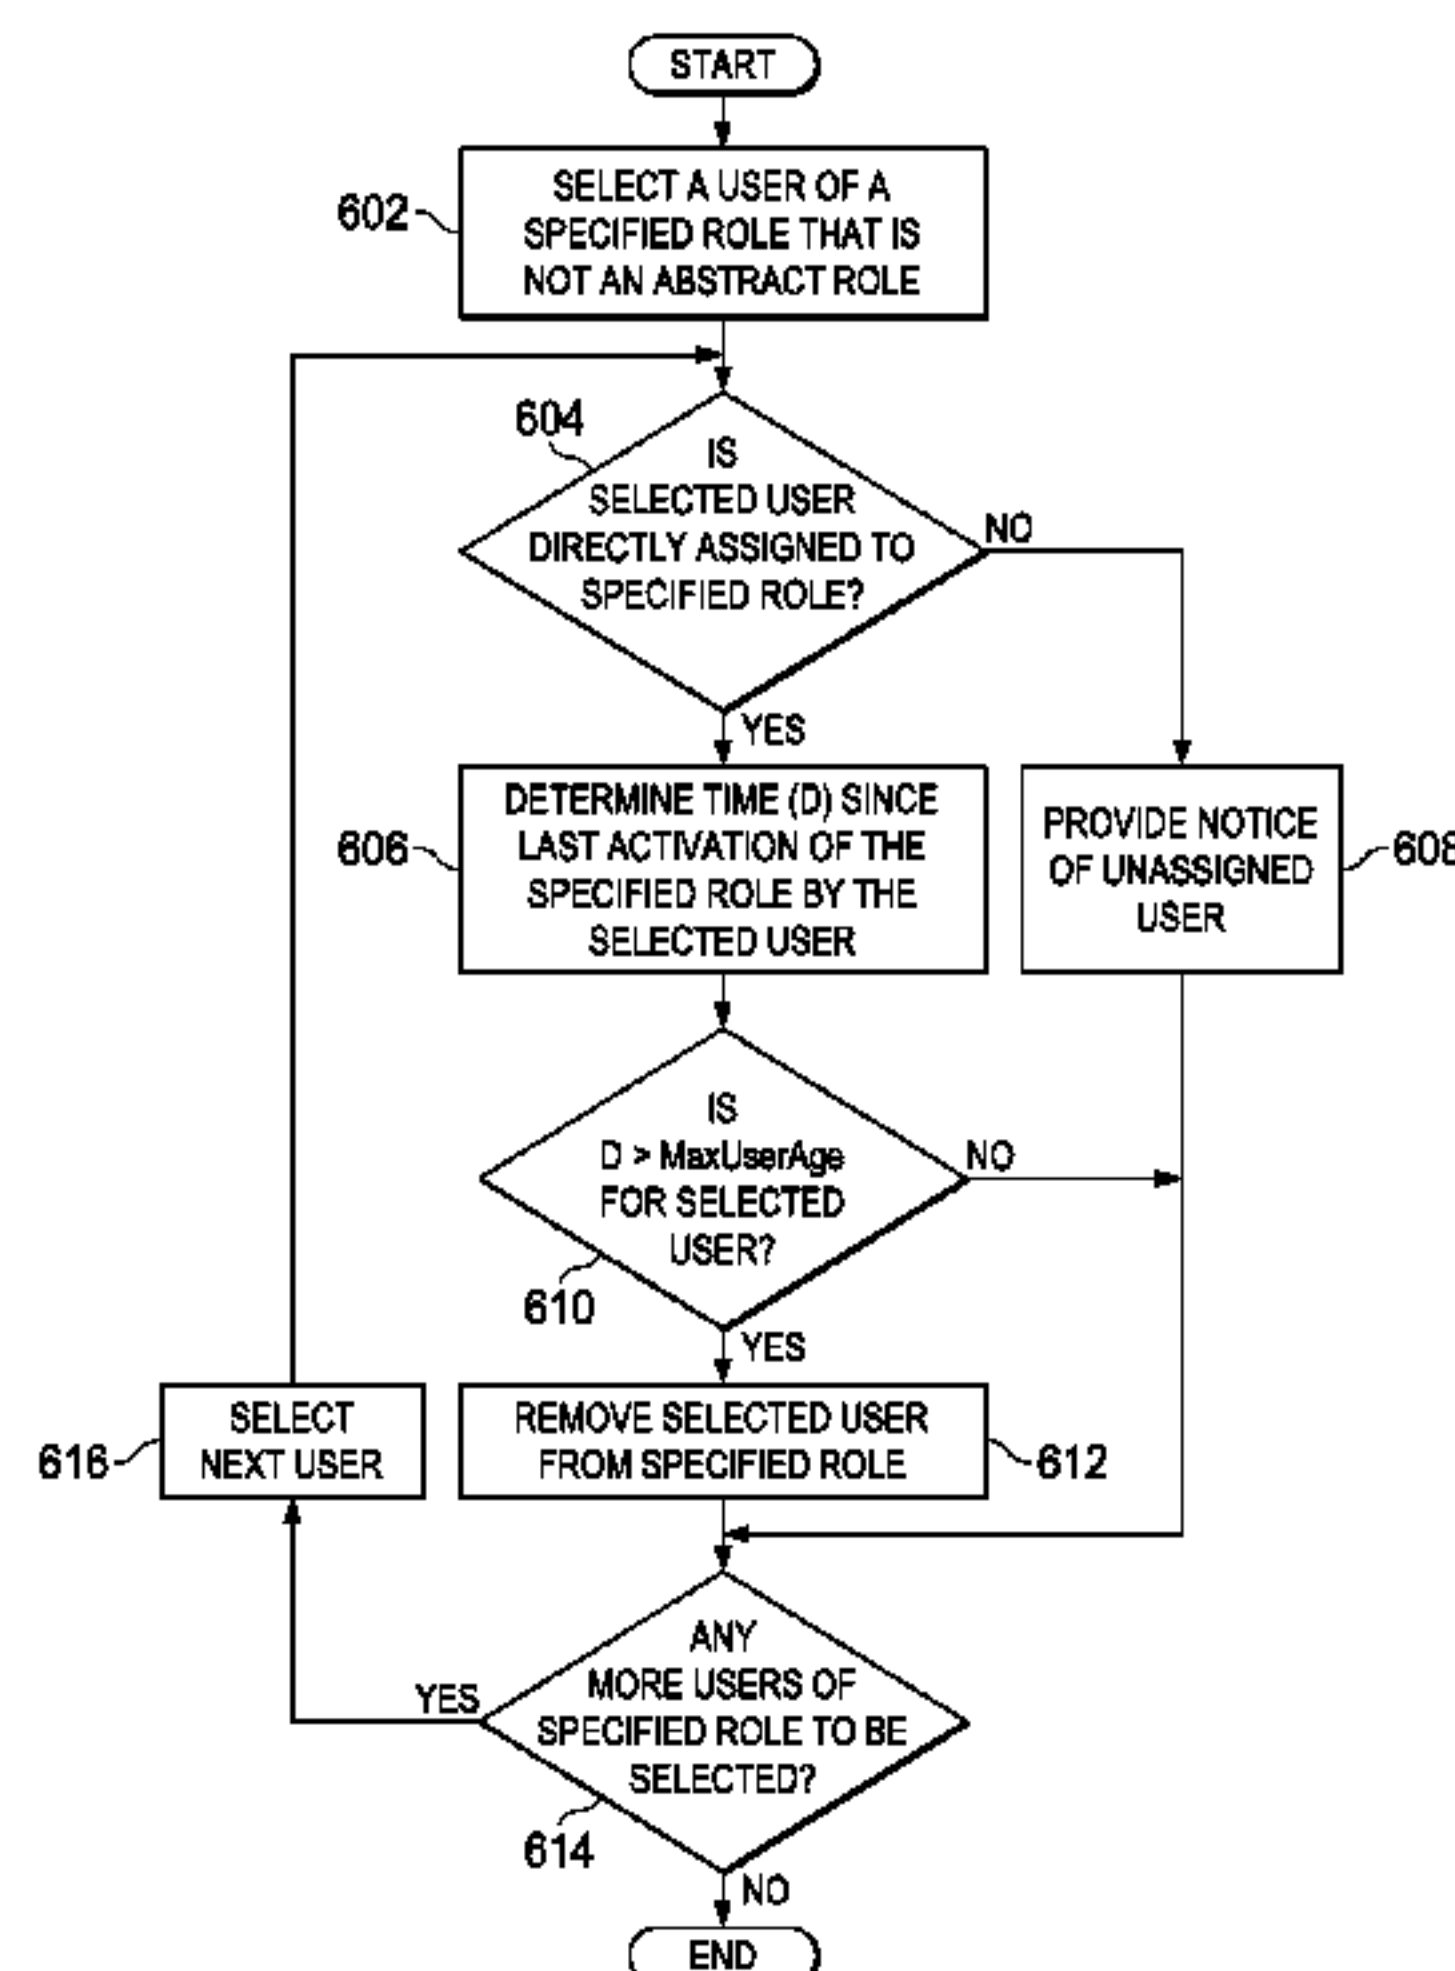 START
602
SELECT A USER OF A
SPECIFIED ROLE THAT IS
NOT AN ABSTRACT ROLE
604
IS
SELECTED USER
DIRECTLY ASSIGNED TO
SPECIFIED ROLE?
NO
YES
606
DETERMINE TIME (D) SINCE
LAST ACTIVATION OF THE
SPECIFIED ROLE BY THE
SELECTED USER
PROVIDE NOTICE
OF UNASSIGNED
USER
608
IS
D > MaxUserAge
FOR SELECTED
USER?
NO
610
YES
616
SELECT
NEXT USER
REMOVE SELECTED USER
FROM SPECIFIED ROLE
612
ANY
MORE USERS OF
SPECIFIED ROLE TO BE
SELECTED?
YES
614
NO
END